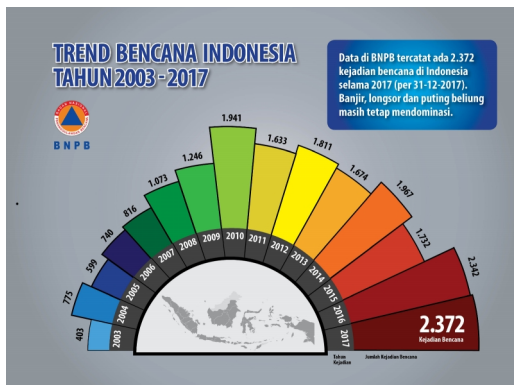 TREND BENCANA INDONESIA
TAHUN 2003 - 2017
BNPB
Data di BNPB tercatat ada 2.372
kejadian bencana di Indonesia
selama 2017 (per 31-12-2017).
Banjir, longsor dan puting beliung
masih tetap mendominasi.
403
775
599
740
816
1.073
1.246
1.941
1.633
1.811
1.674
1.967
1.732
2.342
2.372
Kejadian Bencana
2003
2004
2005
2006
2007
2008
2009
2010
2011
2012
2013
2014
2015
2016
2017
Tahun
Kejadian
Jumlah Kejadian Bencana